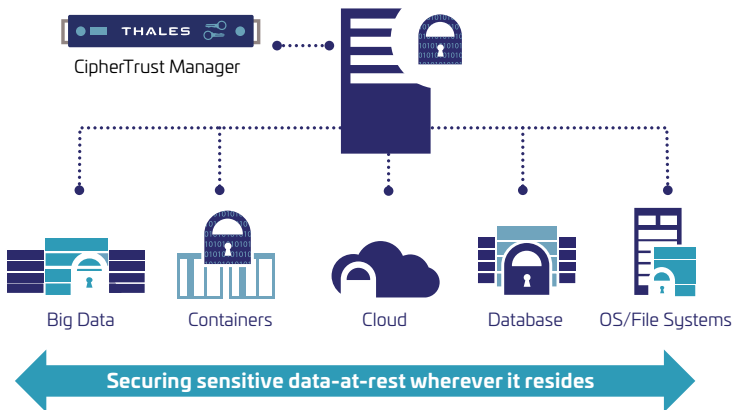 THALES
CipherTrust Manager
Big Data
Containers
Cloud
Database
OS/File Systems
Securing sensitive data-at-rest wherever it resides